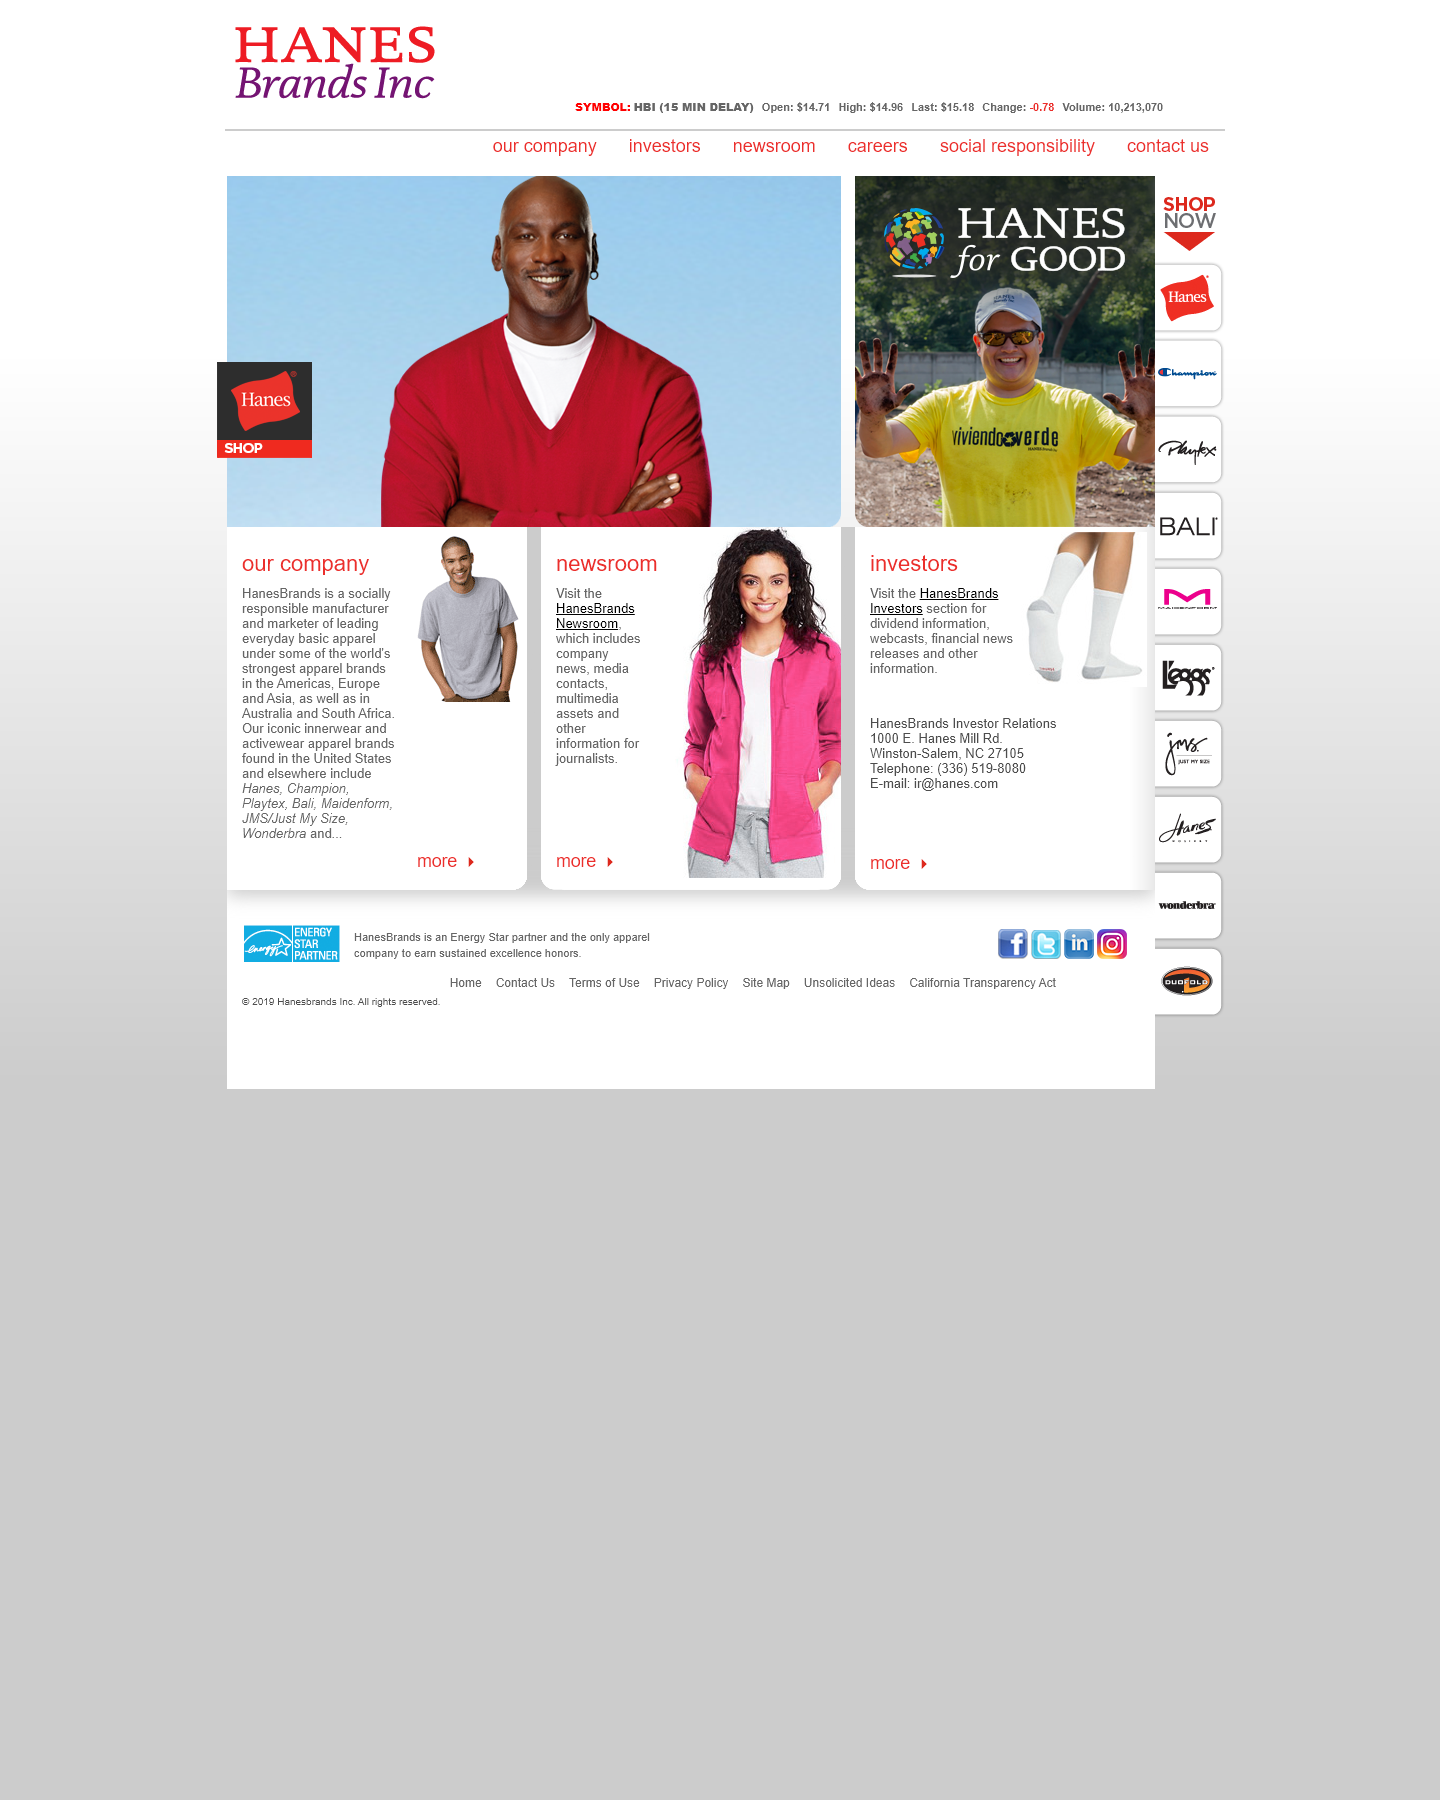 HANES
Brands Inc
SYMBOL: HBI (15 MIN DELAY) Open: $14.71 High: $14.96 Last: $15.18 Change: -0.78 Volume: 10,213,070
our company investors newsroom careers social responsibility contact us
HANES
for GOOD
HANES
Brands Inc
viviendo verde
HANES Brands Inc
Hanes
SHOP
SHOP
NOW
Hanes
Champion
Playtex
BALI
MAIDENFORM
L'eggs
jms.
JUST MY SIZE
Hanes
HOSIERY
wonderbra
DUOFOLD
our company
HanesBrands is a socially
responsible manufacturer
and marketer of leading
everyday basic apparel
under some of the world's
strongest apparel brands
in the Americas, Europe
and Asia, as well as in
Australia and South Africa.
Our iconic innerwear and
activewear apparel brands
found in the United States
and elsewhere include
Hanes, Champion,
Playtex, Bali, Maidenform,
JMS/Just My Size,
Wonderbra and...
more
newsroom
Visit the
HanesBrands
Newsroom,
which includes
company
news, media
contacts,
multimedia
assets and
other
information for
journalists.
more
investors
Visit the HanesBrands
Investors section for
dividend information,
webcasts, financial news
releases and other
information.
HanesBrands Investor Relations
1000 E. Hanes Mill Rd.
Winston-Salem, NC 27105
Telephone: (336) 519-8080
E-mail: ir@hanes.com
more
energy
ENERGY
STAR
PARTNER
HanesBrands is an Energy Star partner and the only apparel
company to earn sustained excellence honors.
Home Contact Us Terms of Use Privacy Policy Site Map Unsolicited Ideas California Transparency Act
© 2019 Hanesbrands Inc. All rights reserved.